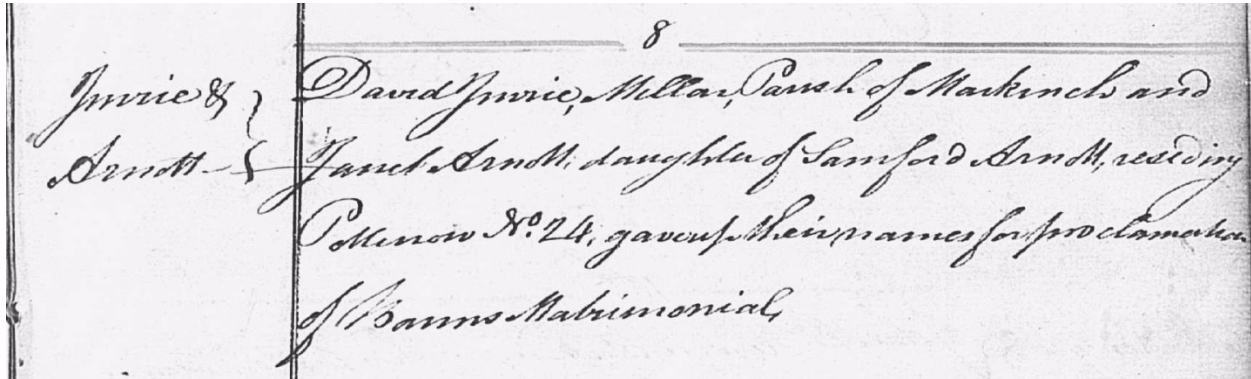 8
Imrie & David Imrie, Millar, Parish of Markinch and
Arnott Janet Arnott, daughter of Samford Arnott, residing
No. 24, gave up their names for proclamation
of Banns Matrimonial,